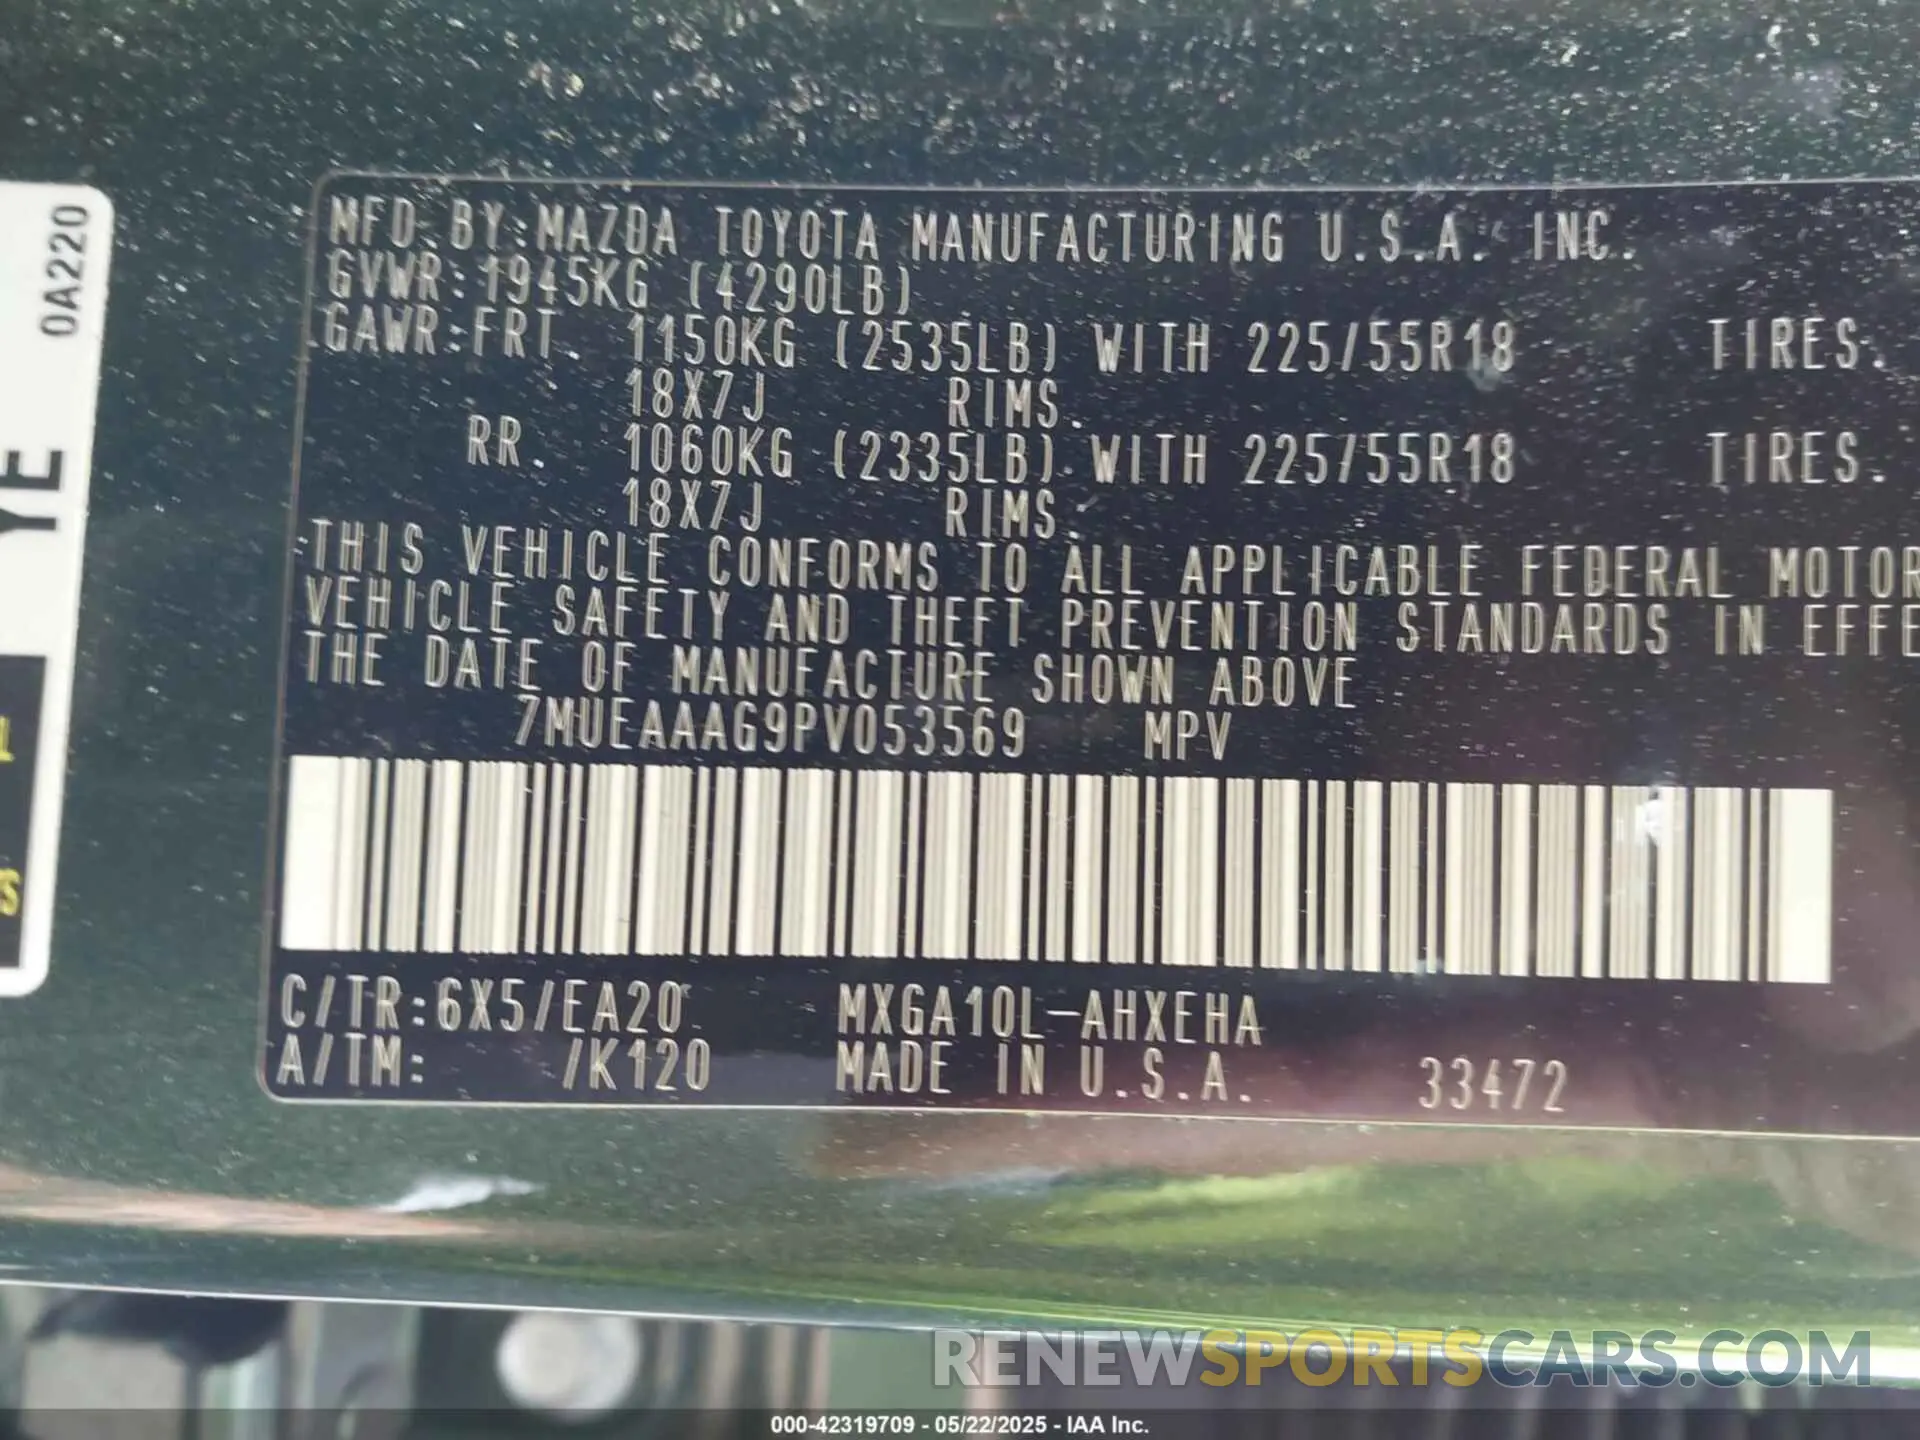 MFD.BY:MAZDA TOYOTA MANUFACTURING U.S.A. INC.
GVWR:1945KG (4290LB)
GAWR:FRT 1150KG (2535LB) WITH 225/55R18 TIRES.
18X7J RIMS.
RR 1060KG (2335LB) WITH 225/55R18 TIRES.
18X7J RIMS.
THIS VEHICLE CONFORMS TO ALL APPLICABLE FEDERAL MOTOR
VEHICLE SAFETY AND THEFT PREVENTION STANDARDS IN EFFE
THE DATE OF MANUFACTURE SHOWN ABOVE
7MUEAAAG9PV053569 MPV
C/TR:6X5/EA20 MXGA10L-AHXEHA
A/TM: /K120 MADE IN U.S.A. 33472
0A220
YE
L
S
RENEWSPORTSCARS.COM
000-42319709 - 05/22/2025 - IAA Inc.